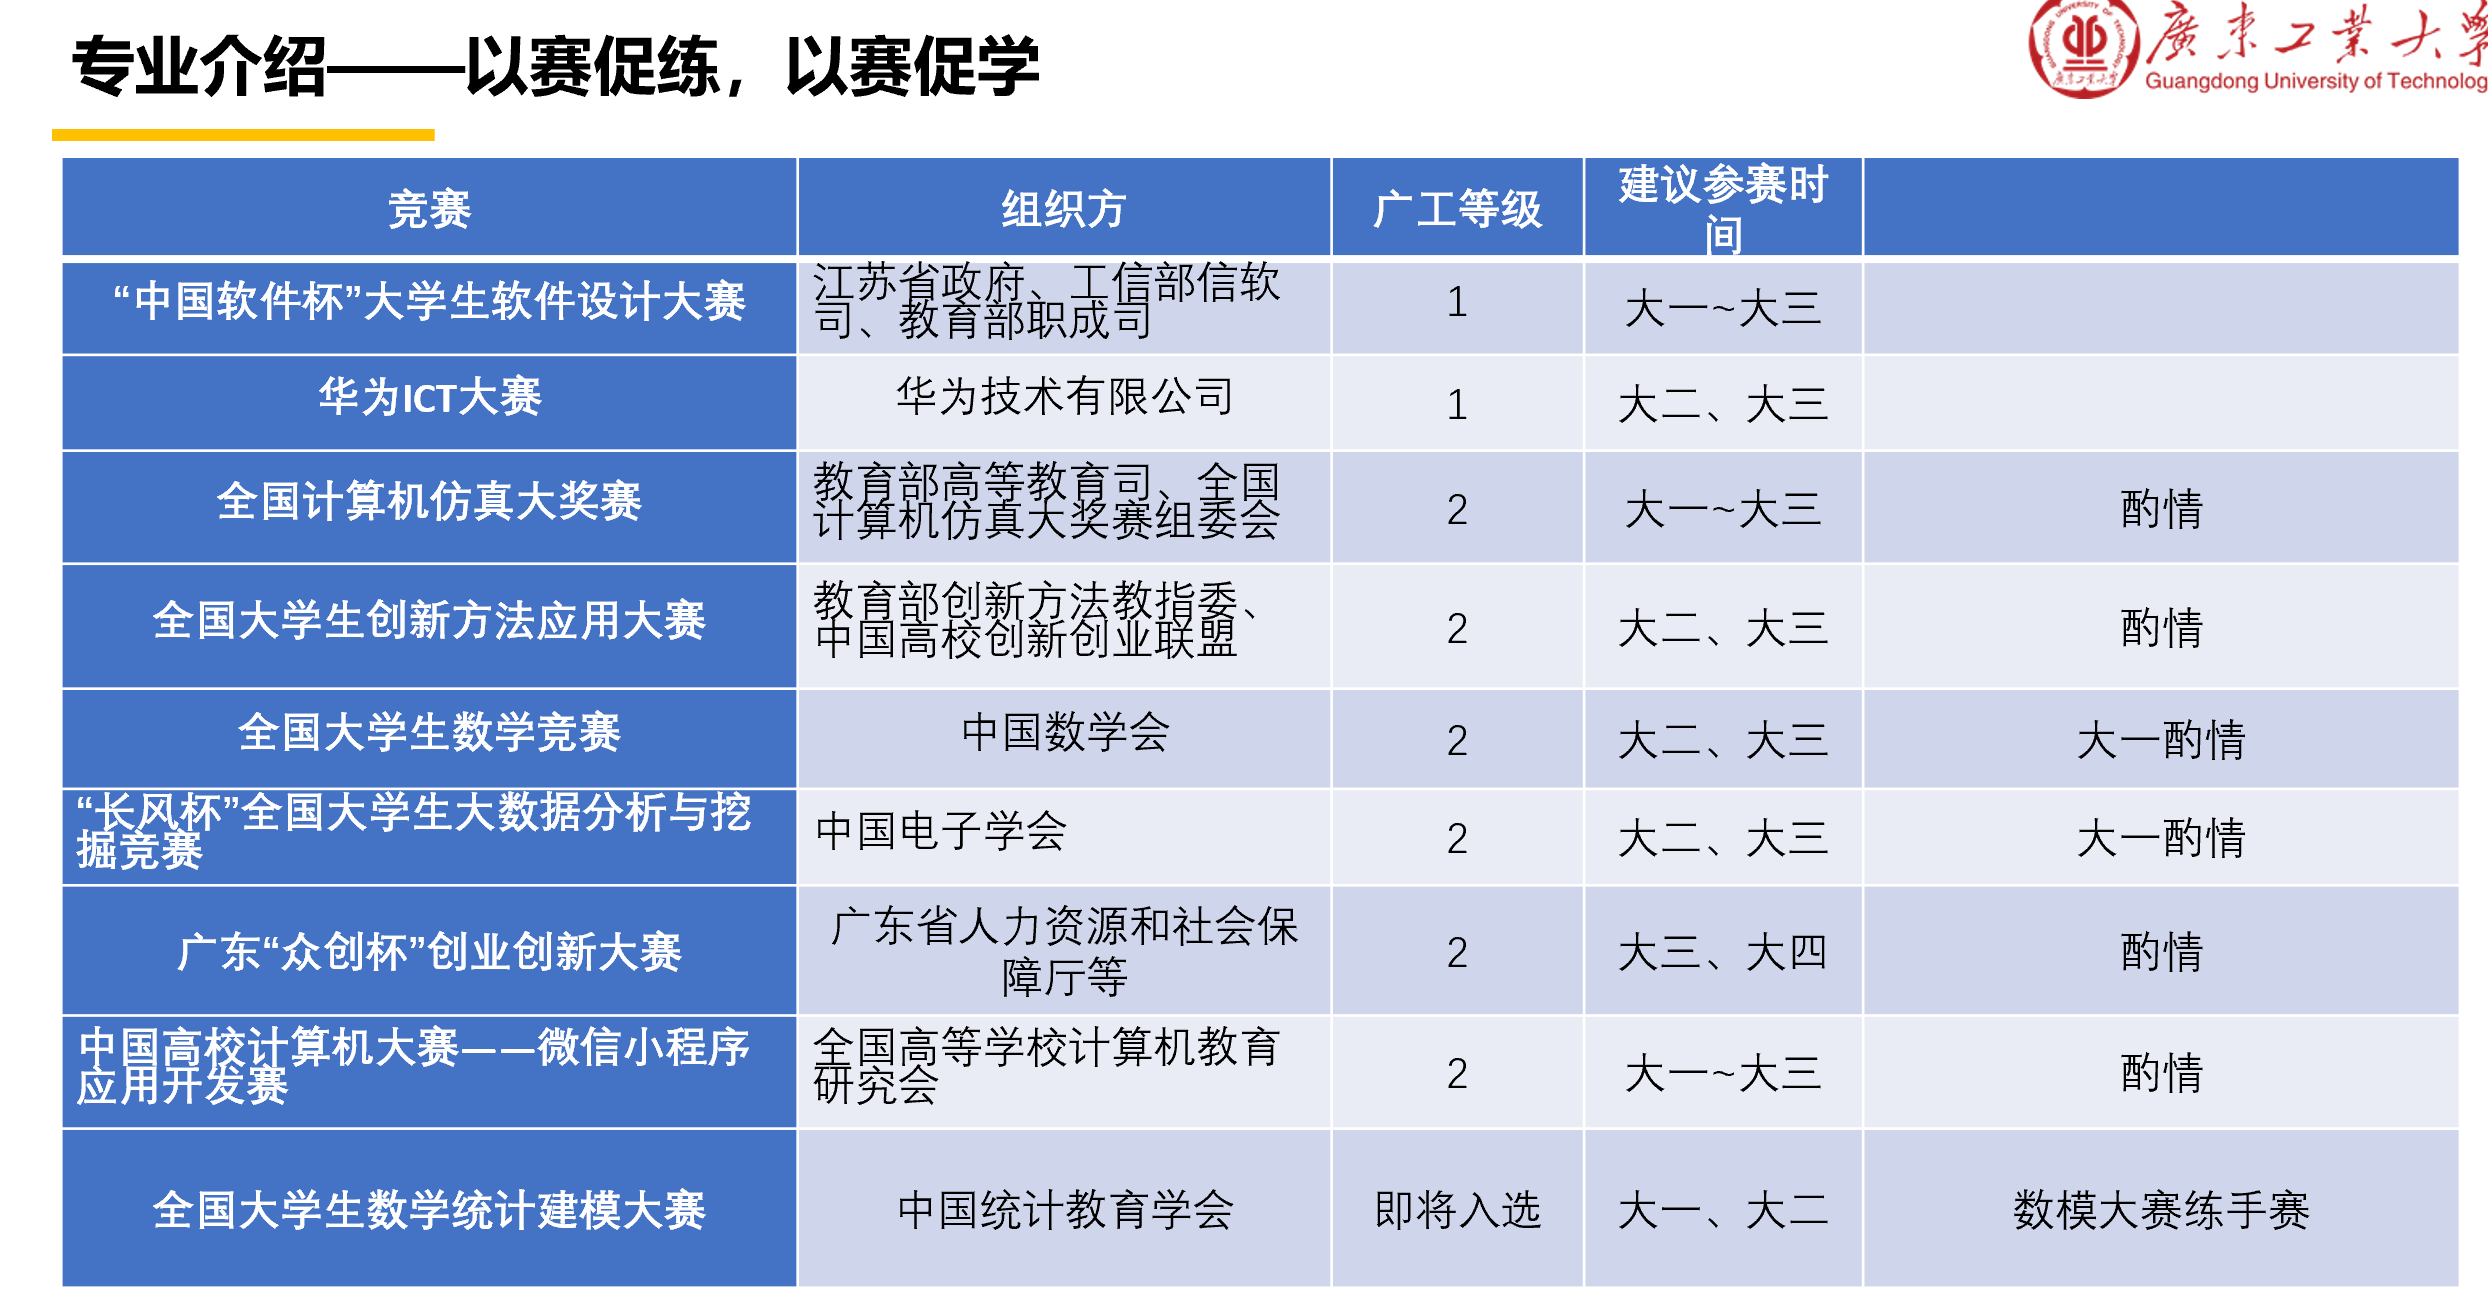 专业介绍——以赛促练，以赛促学
廣東工業大學
Guangdong University of Technolog
竞赛 组织方 广工等级 建议参赛时
间
“中国软件杯”大学生软件设计大赛 江苏省政府、工信部信软
司、教育部职成司 1 大一~大三
华为ICT大赛 华为技术有限公司 1 大二、大三
全国计算机仿真大奖赛 教育部高等教育司、全国
计算机仿真大奖赛组委会 2 大一~大三 酌情
全国大学生创新方法应用大赛 教育部创新方法教指委、
中国高校创新创业联盟 2 大二、大三 酌情
全国大学生数学竞赛 中国数学会 2 大二、大三 大一酌情
“长风杯”全国大学生大数据分析与挖
掘竞赛 中国电子学会 2 大二、大三 大一酌情
广东“众创杯”创业创新大赛 广东省人力资源和社会保
障厅等 2 大三、大四 酌情
中国高校计算机大赛——微信小程序
应用开发赛 全国高等学校计算机教育
研究会 2 大一~大三 酌情
全国大学生数学统计建模大赛 中国统计教育学会 即将入选 大一、大二 数模大赛练手赛